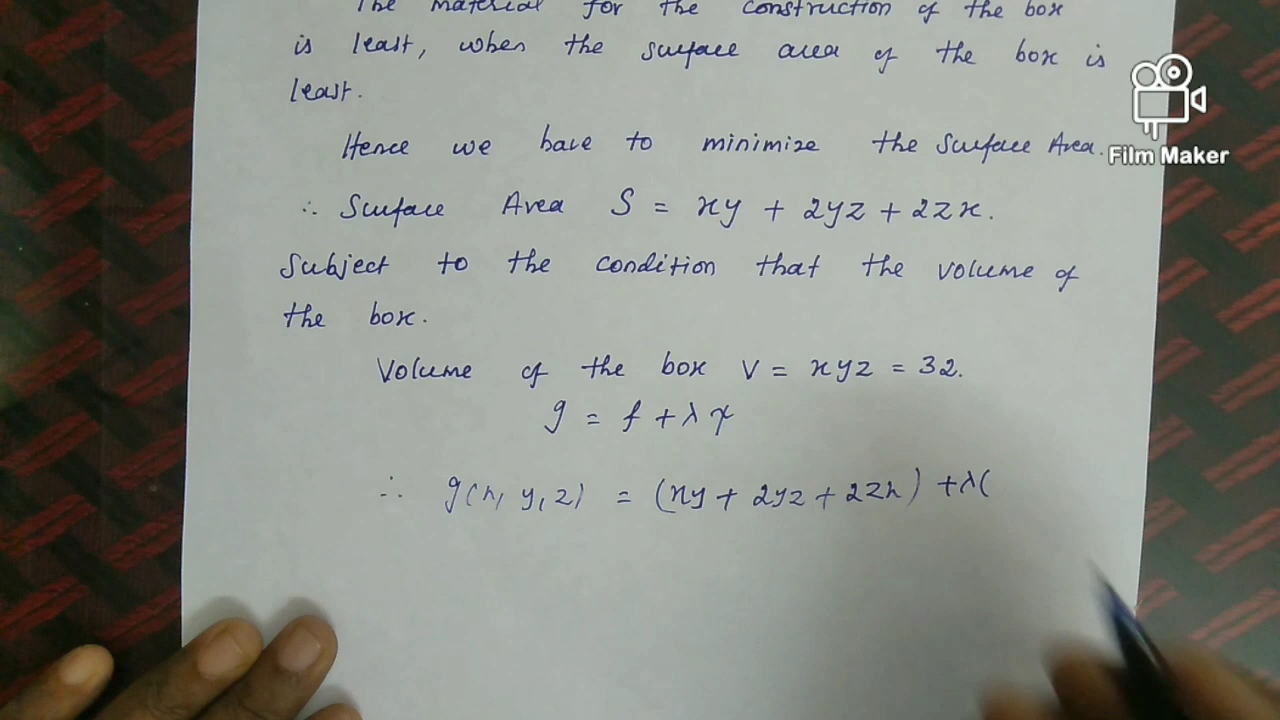 The material for the construction of the box
is least, when the surface area of the box is
least.
Hence we have to minimize the Surface Area.
∴ Surface Area S = xy + 2yz + 2zx.
Subject to the condition that the volume of
the box.
Volume of the box V = xyz = 32.
g = f + λ
∴ g(x, y, z) = (xy + 2yz + 2zx) + λ(
Film Maker